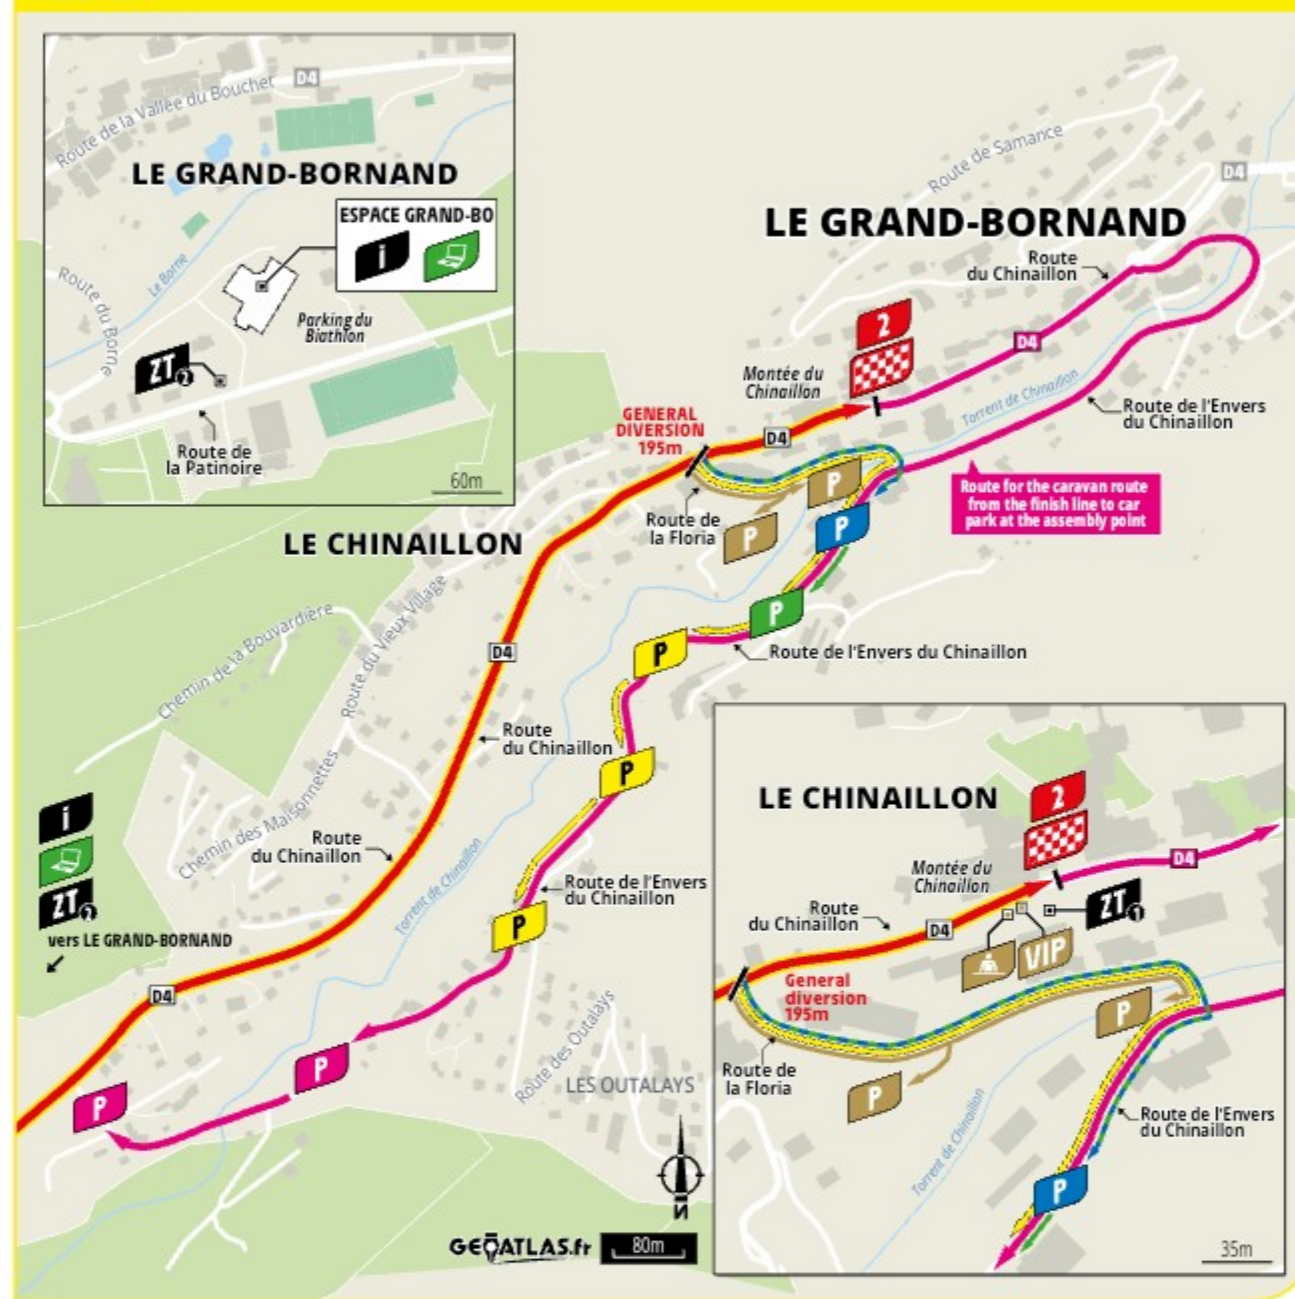 Route de la Vallée du Bouchet
D4
LE GRAND-BORNAND
ESPACE GRAND-BO
i
Le Borne
Route du Borne
Parking du
Biathlon
ZT2
Route de
la Patinoire
60m
Route de Samance
D4
LE GRAND-BORNAND
Route
du Chinaillon
2
D4
Montée du
Chinaillon
Torrent de Chinaillon
Route de l'Envers
du Chinaillon
GENERAL
DIVERSION
195m
D4
Route for the caravan route
from the finish line to car
park at the assembly point
P
Route de
la Floria
P
P
LE CHINAILLON
P
Chemin de la Bouvardière
Route du Vieux Village
D4
P
Route de l'Envers du Chinaillon
Route
du Chinaillon
P
Chemin des Maisonnettes
Route
du Chinaillon
Torrent de Chinaillon
i
ZT2
vers LE GRAND-BORNAND
Route de l'Envers
du Chinaillon
P
D4
P
P
Route des Outalays
LES OUTALAYS
N
GEOATLAS.fr
80m
LE CHINAILLON
2
Montée du
Chinaillon
D4
Route
du Chinaillon
D4
ZT1
VIP
General
diversion
195m
P
Route de
la Floria
P
Torrent de Chinaillon
Route de l'Envers
du Chinaillon
P
35m